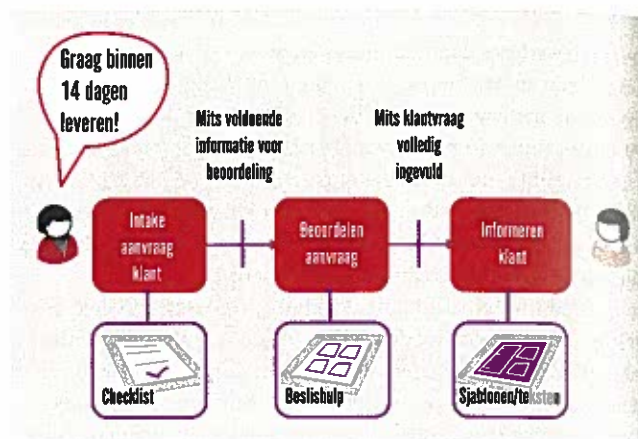 Graag binnen
14 dagen
leveren!
Mits voldoende
informatie voor
beoordeling
Mits klantvraag
volledig
ingevuld
Intake
aanvraag
klant
Beoordelen
aanvraag
Informeren
klant
Checklist
Beslishulp
Sjablonen/teksten